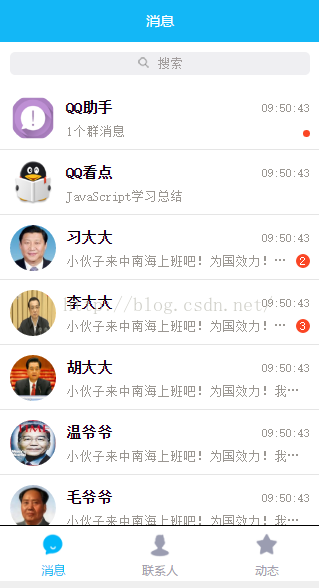 消息
搜索
QQ助手 09:50:43
1个群消息
QQ看点 09:50:43
JavaScript学习总结
习大大 09:50:43
小伙子来中南海上班吧！为国效力！… 2
李大大 09:50:43
小伙子来中南海上班吧！为国效力！… 3
http://blog.csdn.net/
胡大大 09:50:43
小伙子来中南海上班吧！为国效力！我…
温爷爷 09:50:43
小伙子来中南海上班吧！为国效力！我…
毛爷爷 09:50:43
小伙子来中南海上班吧！为国效力！我…
消息 联系人 动态